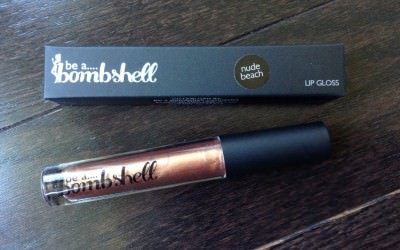 be a....
bombshell
nude
beach
LIP GLOSS
be a....
bombshell